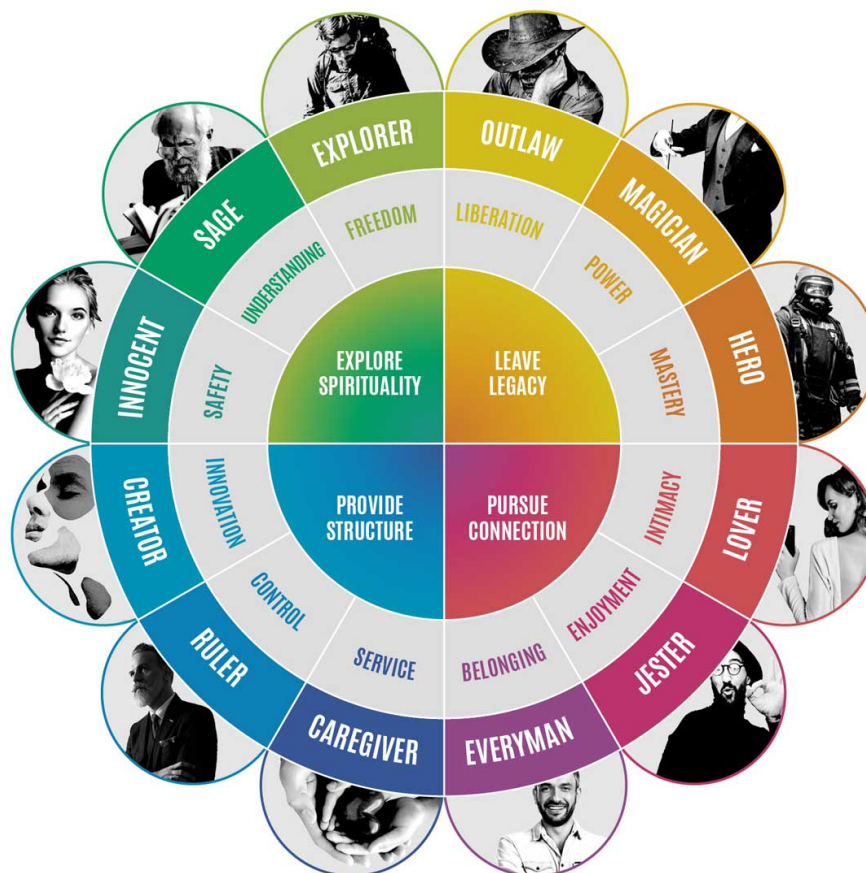 EXPLORER
OUTLAW
MAGICIAN
HERO
LOVER
JESTER
EVERYMAN
CAREGIVER
RULER
CREATOR
INNOCENT
SAGE
FREEDOM
LIBERATION
POWER
MASTERY
INTIMACY
ENJOYMENT
BELONGING
SERVICE
CONTROL
INNOVATION
SAFETY
UNDERSTANDING
EXPLORE
SPIRITUALITY
LEAVE
LEGACY
PROVIDE
STRUCTURE
PURSUE
CONNECTION